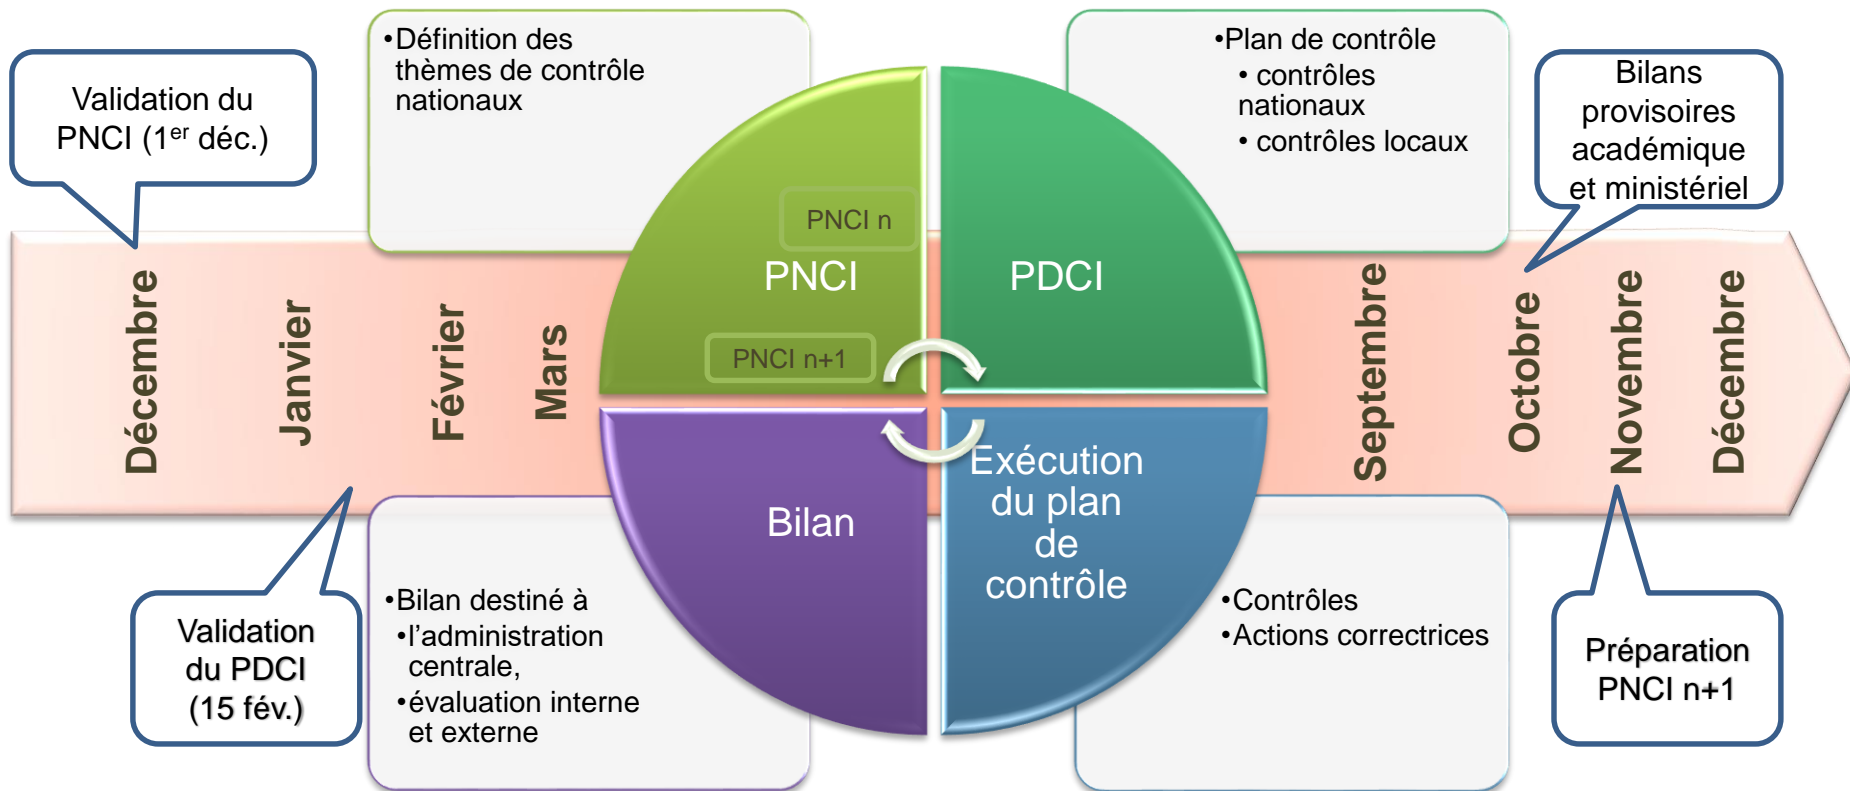 •Définition des
thèmes de contrôle
nationaux
•Plan de contrôle
• contrôles
nationaux
• contrôles locaux
Validation du
PNCI (1er déc.)
Bilans
provisoires
académique
et ministériel
PNCI n
PNCI
PNCI n+1
PDCI
Décembre
Janvier
Février
Mars
Septembre
Octobre
Novembre
Décembre
Bilan
Exécution
du plan
de
contrôle
Validation
du PDCI
(15 fév.)
•Bilan destiné à
•l’administration
centrale,
•évaluation interne
et externe
•Contrôles
•Actions correctrices
Préparation
PNCI n+1